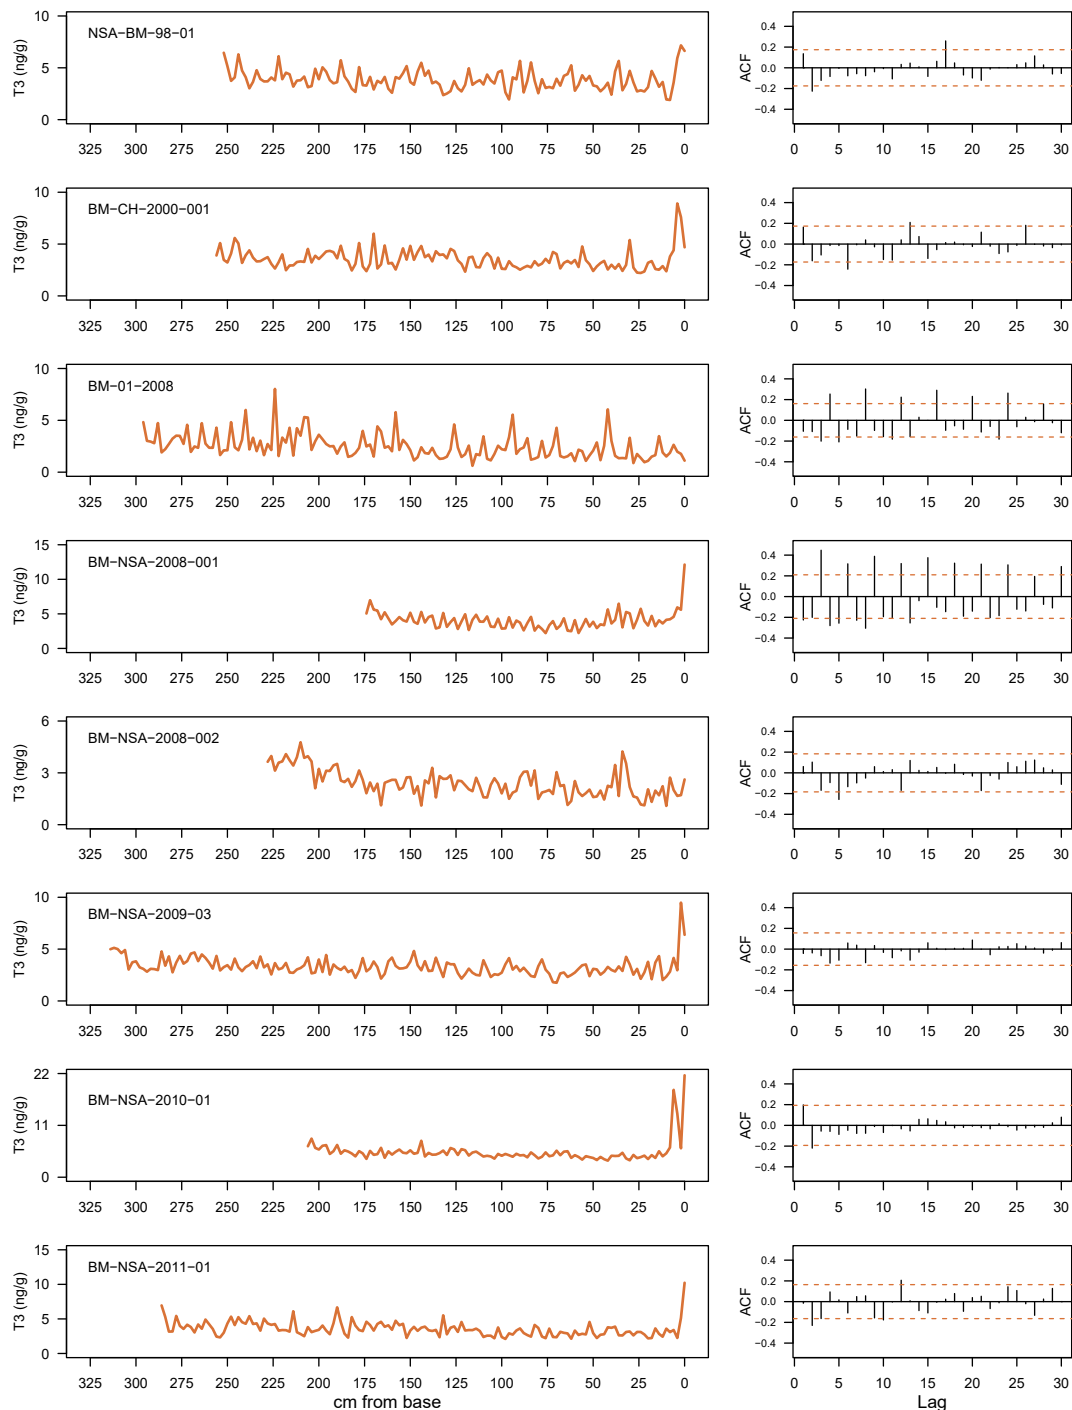 NSA−BM−98−01
T3 (ng/g)
10
5
0
325 300 275 250 225 200 175 150 125 100 75 50 25 0
ACF
0.4
0.2
0.0
−0.2
−0.4
0 5 10 15 20 25 30
BM−CH−2000−001
T3 (ng/g)
10
5
0
325 300 275 250 225 200 175 150 125 100 75 50 25 0
ACF
0.4
0.2
0.0
−0.2
−0.4
0 5 10 15 20 25 30
BM−01−2008
T3 (ng/g)
10
5
0
325 300 275 250 225 200 175 150 125 100 75 50 25 0
ACF
0.4
0.2
0.0
−0.2
−0.4
0 5 10 15 20 25 30
BM−NSA−2008−001
T3 (ng/g)
15
10
5
0
325 300 275 250 225 200 175 150 125 100 75 50 25 0
ACF
0.4
0.2
0.0
−0.2
−0.4
0 5 10 15 20 25 30
BM−NSA−2008−002
T3 (ng/g)
6
3
0
325 300 275 250 225 200 175 150 125 100 75 50 25 0
ACF
0.4
0.2
0.0
−0.2
−0.4
0 5 10 15 20 25 30
BM−NSA−2009−03
T3 (ng/g)
10
5
0
325 300 275 250 225 200 175 150 125 100 75 50 25 0
ACF
0.4
0.2
0.0
−0.2
−0.4
0 5 10 15 20 25 30
BM−NSA−2010−01
T3 (ng/g)
22
11
0
325 300 275 250 225 200 175 150 125 100 75 50 25 0
ACF
0.4
0.2
0.0
−0.2
−0.4
0 5 10 15 20 25 30
BM−NSA−2011−01
T3 (ng/g)
15
10
5
0
325 300 275 250 225 200 175 150 125 100 75 50 25 0
cm from base
ACF
0.4
0.2
0.0
−0.2
−0.4
0 5 10 15 20 25 30
Lag